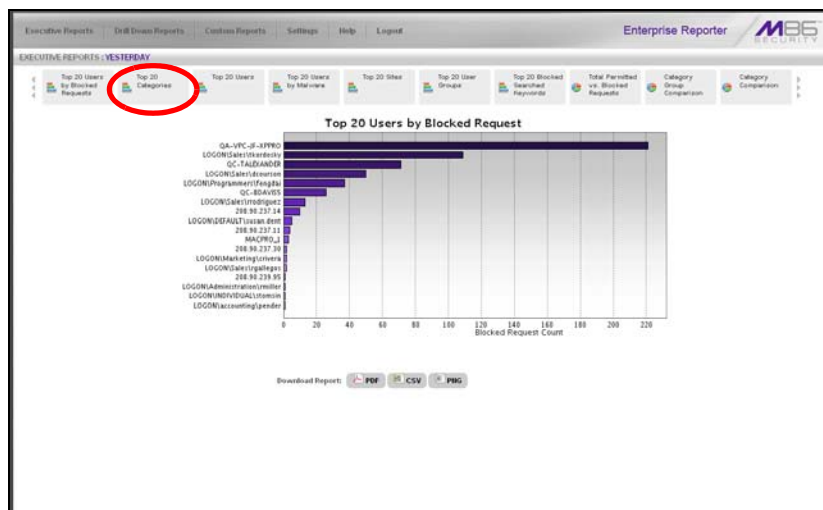 Executive Reports Drill Down Reports Custom Reports Settings Help Logout
Enterprise Reporter
M86 SECURITY
EXECUTIVE REPORTS : YESTERDAY
Top 20 Users by Blocked Requests
Top 20 Categories
Top 20 Users
Top 20 Users by Malware
Top 20 Sites
Top 20 User Groups
Top 20 Blocked Searched Keywords
Total Permitted vs. Blocked Requests
Category Group Comparison
Category Comparison
Top 20 Users by Blocked Request
QA-VPC-JF-XPPRO
LOGON\Sales\tkerdosky
QC-TALEXANDER
LOGON\Sales\dcourson
LOGON\Programmers\fengdai
QC-BDAVISS
LOGON\Sales\rrodriguez
208.90.237.14
LOGON\DEFAULT\susan.dent
208.90.237.11
MACPRO_1
208.90.237.30
LOGON\Marketing\crivera
LOGON\Sales\rgallegos
208.90.239.95
LOGON\Administration\rmiller
LOGON\INDIVIDUAL\stomsin
LOGON\accounting\pender
0 20 40 60 80 100 120 140 160 180 200 220
Blocked Request Count
Download Report: PDF CSV PNG